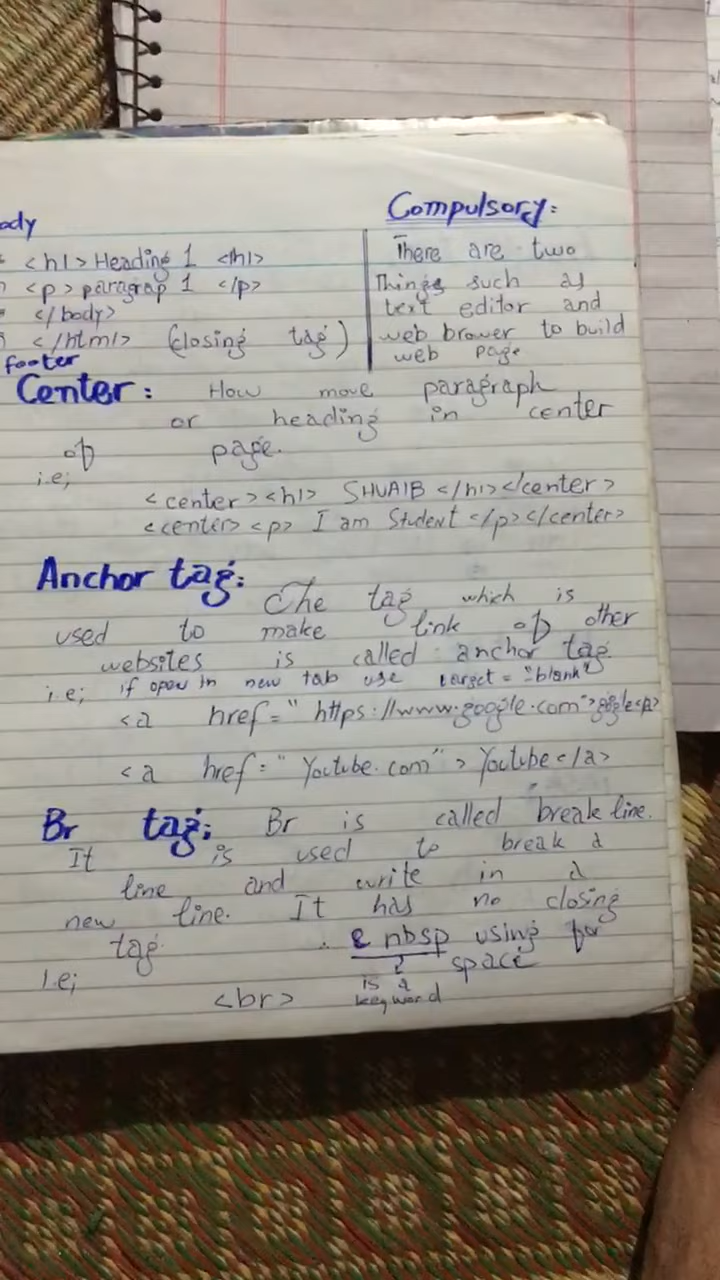 ody
<h1> Heading 1 <h1>
<p> paragrap 1 </p>
</body>
</html> (closing tag)
footer
Compulsory:
There are two
Things such as
text editor and
web brower to build
web page
Center: How move paragraph
or heading in center
of page.
i.e;
<center><h1> SHUAIB </h1></center>
<center> <p> I am Student </p></center>
Anchor tag: The tag which is
used to make link of other
websites is called anchor tag.
i.e; if open in new tab use target = "blank"
<a href=" https://www.google.com">
<a href=" Youtube.com" > Youtube </a>
Br tag: Br is called break line.
It is used to break a
line and write in a
new line. It has no closing
tag.
& nbsp using for
space
is a
keyword
I.e;
<br>